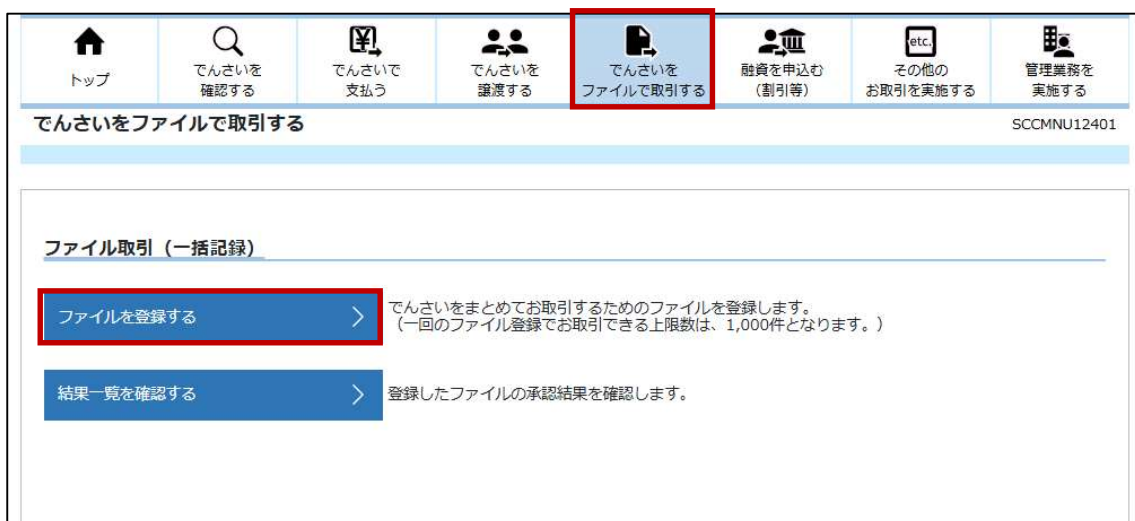 トップ
でんさいを
確認する
¥
でんさいで
支払う
でんさいを
譲渡する
でんさいを
ファイルで取引する
融資を申込む
(割引等)
etc.
その他の
お取引を実施する
管理業務を
実施する
でんさいをファイルで取引する
SCCMNU12401
ファイル取引（一括記録）
ファイルを登録する
でんさいをまとめてお取引するためのファイルを登録します。
（一回のファイル登録でお取引できる上限数は、1,000件となります。）
結果一覧を確認する
登録したファイルの承認結果を確認します。